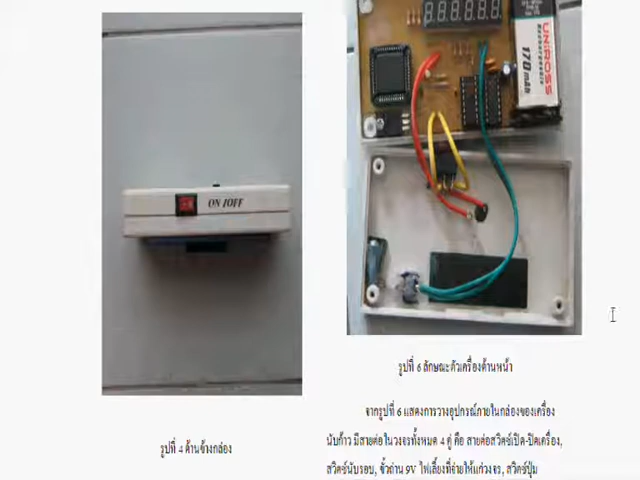 UNIROSS
Rechargeable
170 mAh
ON /OFF
รูปที่ 4 ด้านข้างกล่อง
รูปที่ 6 ลักษณะตัวเครื่องด้านหน้า
จากรูปที่ 6 แสดงการวางอุปกรณ์ภายในกล่องของเครื่อง
นับก้าว มีสายต่อในวงจรทั้งหมด 4 คู่ คือ สายต่อสวิตช์เปิด-ปิดเครื่อง,
สวิตช์นับรอบ, ขั้วถ่าน 9V ไฟเลี้ยงที่จ่ายให้แก่วงจร, สวิตช์ปุ่ม